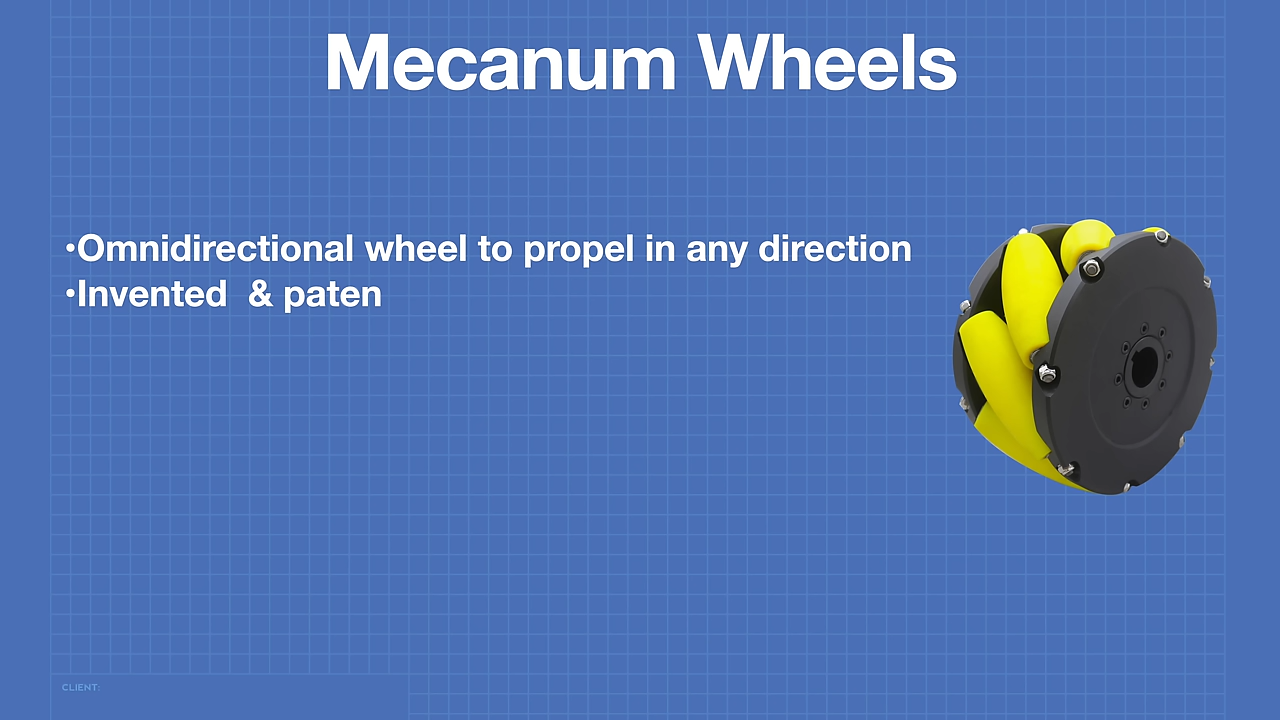 Mecanum Wheels
•Omnidirectional wheel to propel in any direction
•Invented  & paten
CLIENT: